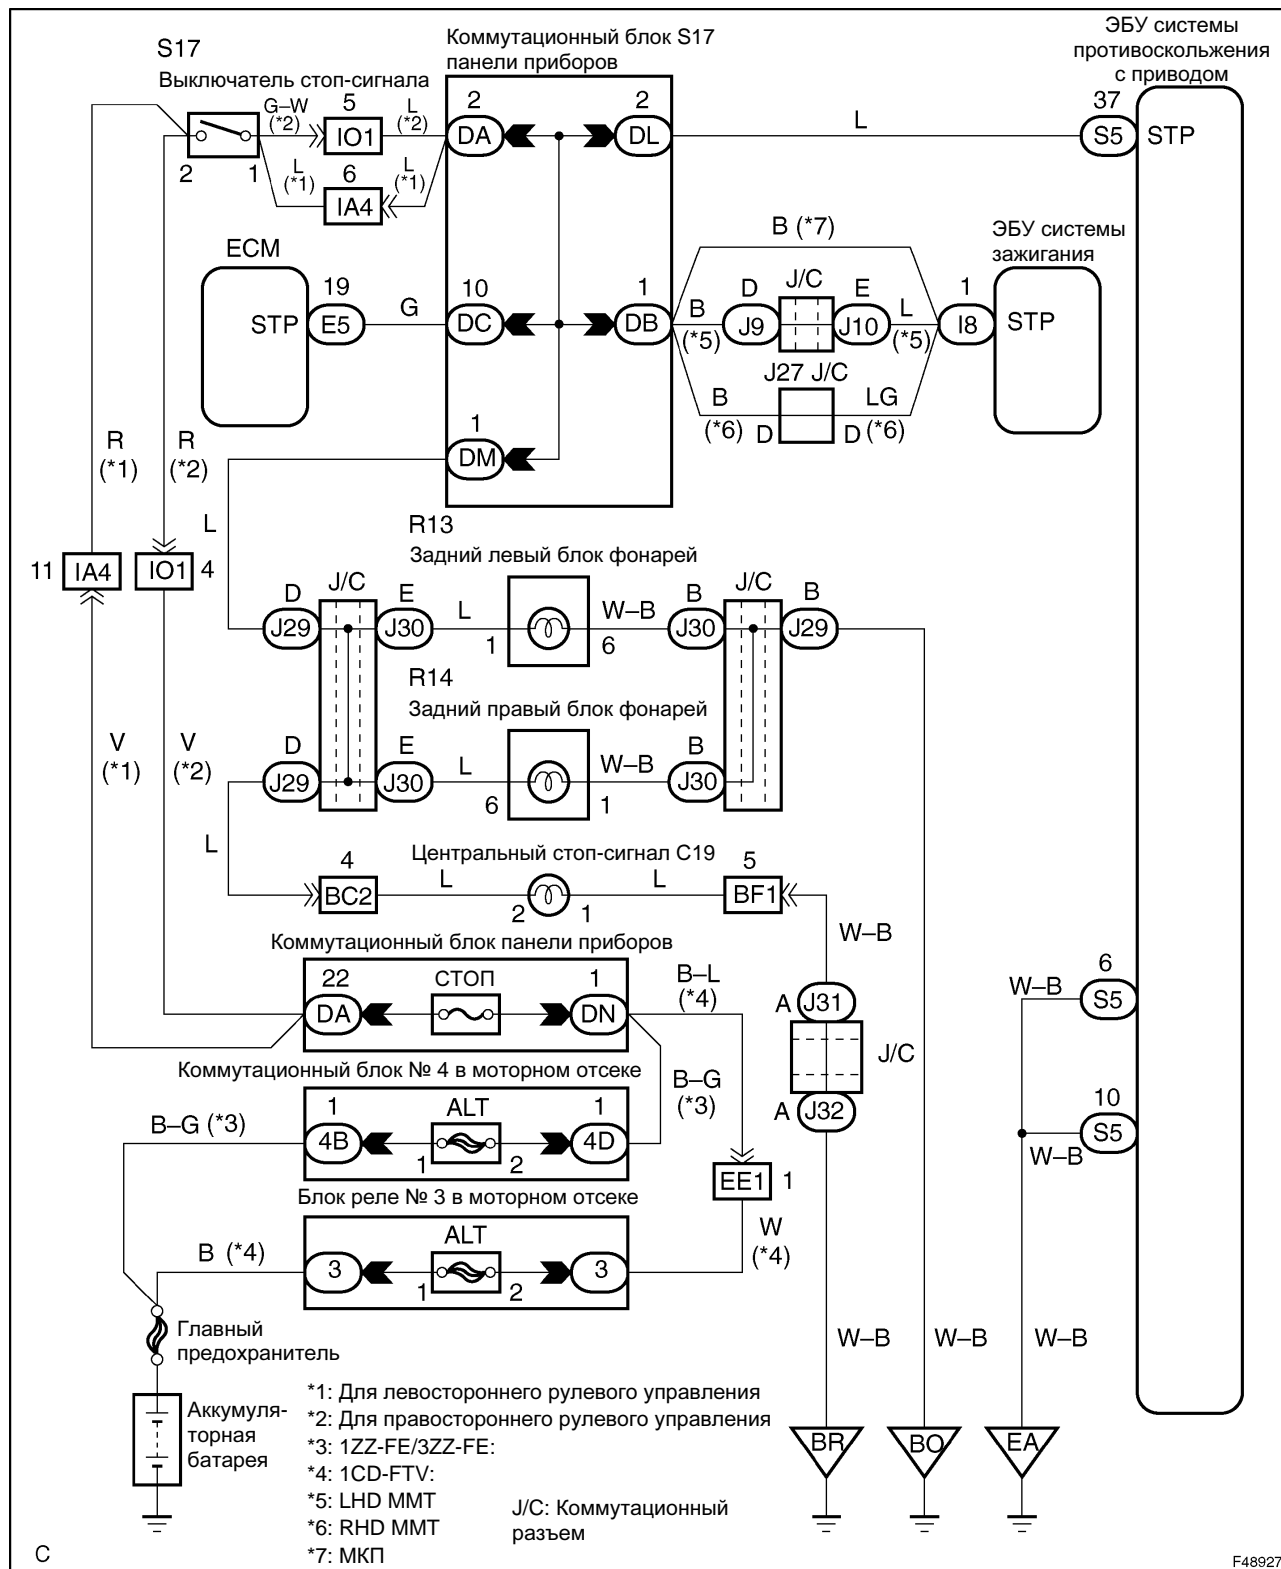 S17
Выключатель стоп-сигнала
Коммутационный блок S17
панели приборов
ЭБУ системы
противоскольжения
с приводом
G–W
(*2)
5
IO1
L
(*2)
2
DA
2
DL
L
37
S5
STP
2
1
L
(*1)
6
IA4
L
(*1)
ECM
STP
19
E5
G
10
DC
1
DB
B (*7)
B
(*5)
D
J9
J/C
E
J10
L
(*5)
1
I8
ЭБУ системы
зажигания
STP
J27 J/C
B
(*6)
D
D
LG
(*6)
1
DM
R
(*1)
R
(*2)
L
11
IA4
IO1
4
R13
Задний левый блок фонарей
D
J29
J/C
E
J30
L
1
6
W–B
B
J30
J/C
B
J29
R14
Задний правый блок фонарей
V
(*1)
V
(*2)
D
J29
E
J30
L
6
1
W–B
B
J30
L
Центральный стоп-сигнал C19
4
BC2
L
2
1
L
5
BF1
W–B
Коммутационный блок панели приборов
22
DA
СТОП
1
DN
B–L
(*4)
A
J31
J/C
A
J32
6
S5
W–B
10
S5
W–B
Коммутационный блок № 4 в моторном отсеке
B–G (*3)
1
4B
ALT
1
2
1
4D
B–G
(*3)
EE1
1
Блок реле № 3 в моторном отсеке
B (*4)
3
ALT
1
2
3
W
(*4)
Главный
предохранитель
W–B
W–B
W–B
Аккумуля-
торная
батарея
*1: Для левостороннего рулевого управления
*2: Для правостороннего рулевого управления
*3: 1ZZ-FE/3ZZ-FE:
*4: 1CD-FTV:
*5: LHD MMT
*6: RHD MMT
*7: МКП
J/C: Коммутационный
разъем
BR
BO
EA
C
F48927